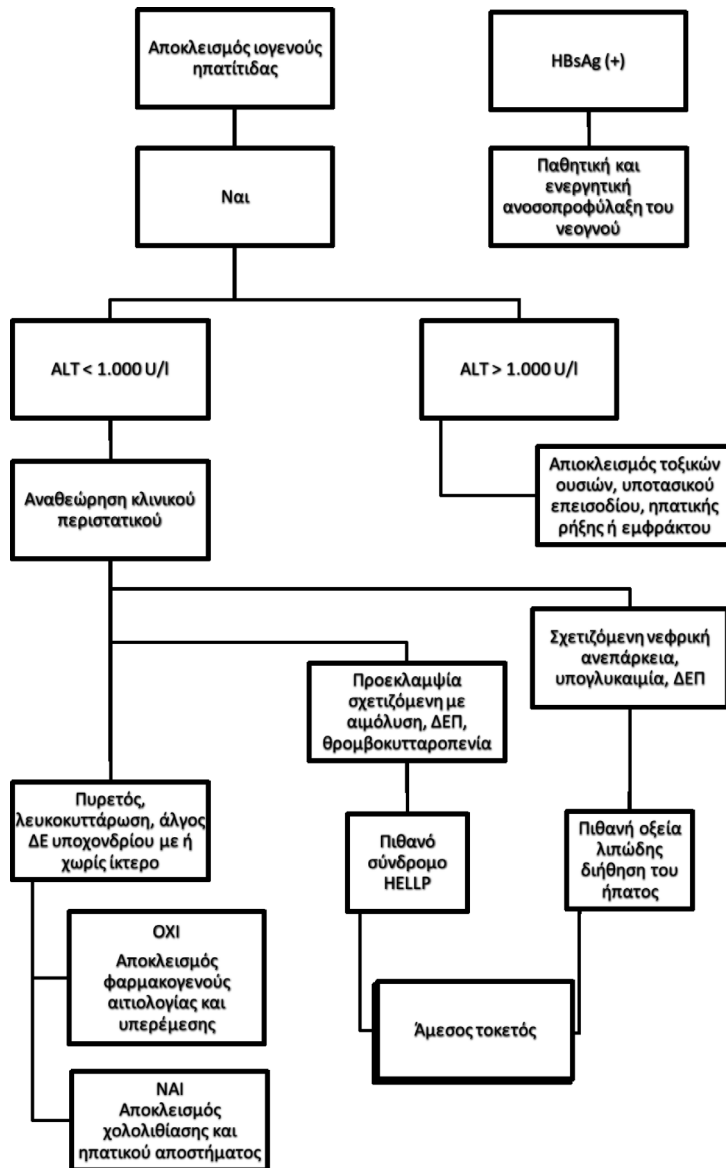 Αποκλεισμός ιογενούς
ηπατίτιδας
HBsAg (+)
Ναι
Παθητική και
ενεργητική
ανοσοπροφύλαξη του
νεογνού
ALT < 1.000 U/l
ALT > 1.000 U/l
Αναθεώρηση κλινικού
περιστατικού
Απιοκλεισμός τοξικών
ουσιών, υποτασικού
επεισοδίου, ηπατικής
ρήξης ή εμφράκτου
Προεκλαμψία
σχετιζόμενη με
αιμόλυση, ΔΕΠ,
θρομβοκυτταροπενία
Σχετιζόμενη νεφρική
ανεπάρκεια,
υπογλυκαιμία, ΔΕΠ
Πυρετός,
λευκοκυττάρωση, άλγος
ΔΕ υποχονδρίου με ή
χωρίς ίκτερο
Πιθανό
σύνδρομο
HELLP
Πιθανή οξεία
λιπώδης
διήθηση του
ήπατος
ΟΧΙ
Αποκλεισμός
φαρμακογενούς
αιτιολογίας και
υπερέμεσης
Άμεσος τοκετός
ΝΑΙ
Αποκλεισμός
χολολιθίασης και
ηπατικού αποστήματος